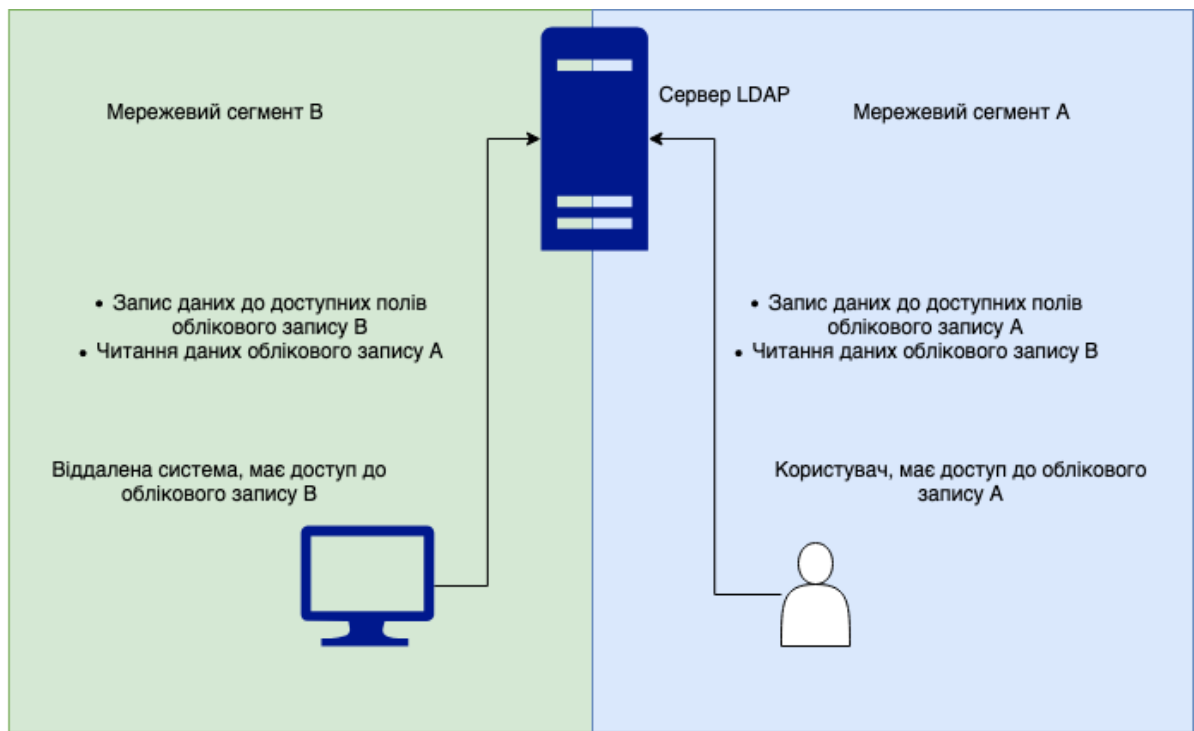 Сервер LDAP
Мережевий сегмент B
Мережевий сегмент A
• Запис даних до доступних полів
облікового запису B
• Читання даних облікового запису A
• Запис даних до доступних полів
облікового запису A
• Читання даних облікового запису B
Віддалена система, має доступ до
облікового запису B
Користувач, має доступ до облікового
запису A